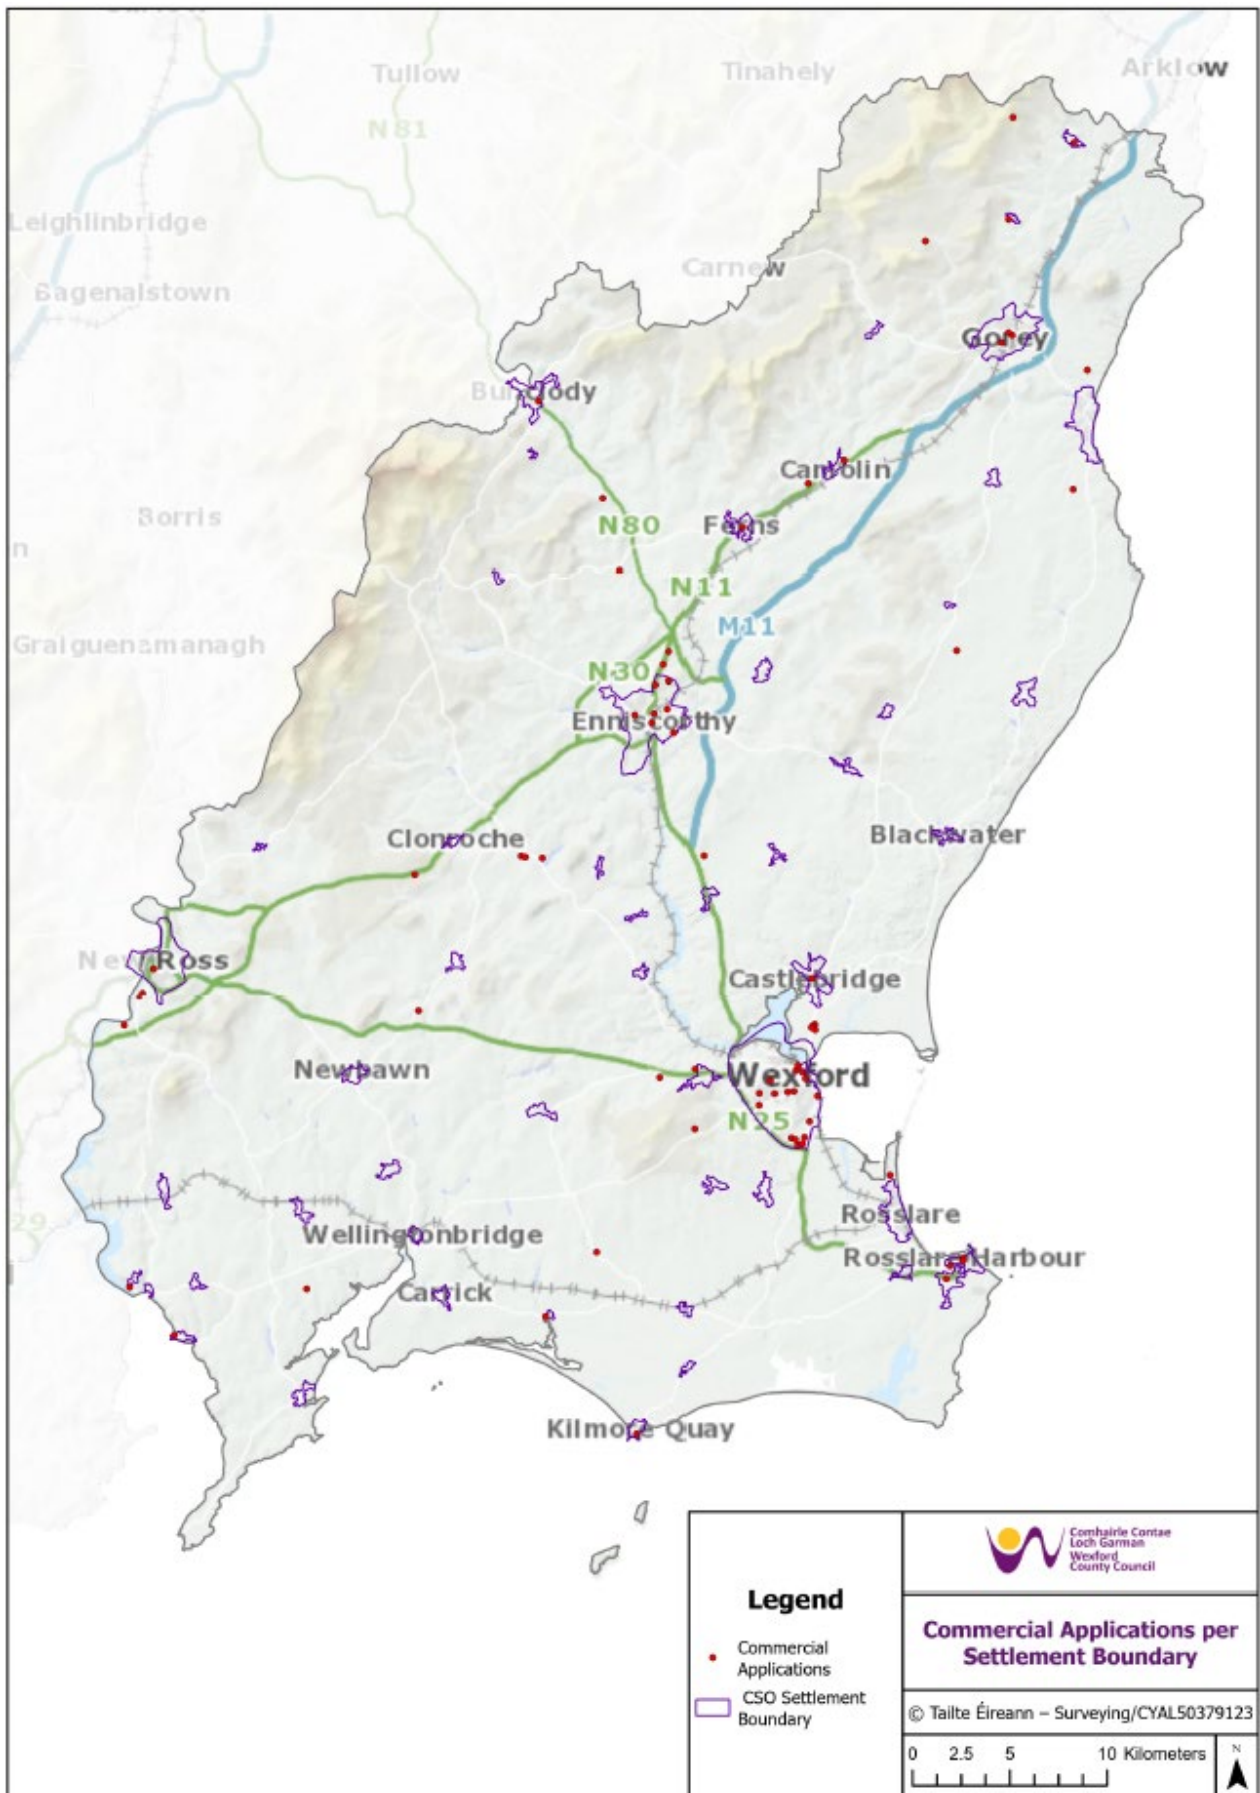 Tullow
Tinahely
Arklow
N81
Leighlinbridge
Carnew
Bagenalstown
Gorey
Bunclody
Camolin
Borris
N80
Ferns
n
N11
M11
Graiguenamanagh
N30
Enniscorthy
Clonroche
Blackwater
New Ross
Castlebridge
Newbawn
Wexford
N25
29
Rosslare
Wellingtonbridge
Rosslare Harbour
Carrick
Kilmore Quay
Legend
Commercial
Applications
CSO Settlement
Boundary
Comhairle Contae
Loch Garman
Wexford
County Council
Commercial Applications per
Settlement Boundary
© Tailte Éireann – Surveying/CYAL50379123
0 2.5 5 10 Kilometers
N